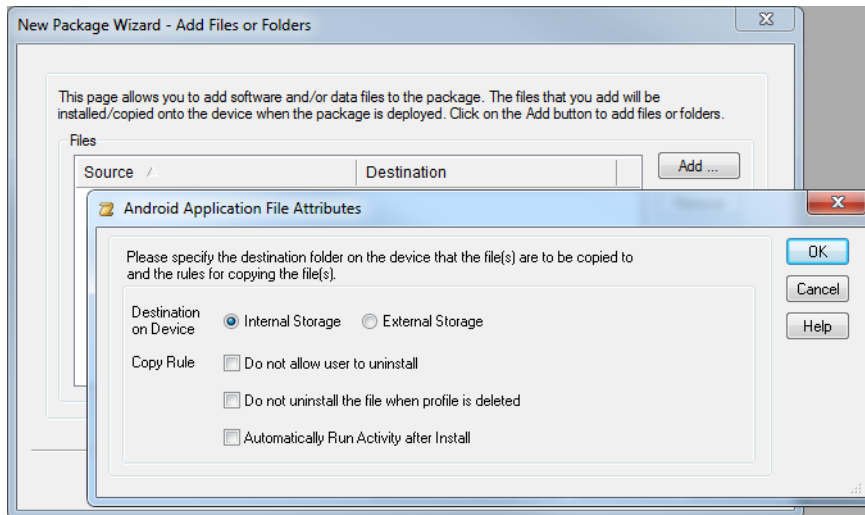 New Package Wizard - Add Files or Folders
This page allows you to add software and/or data files to the package. The files that you add will be
installed/copied onto the device when the package is deployed. Click on the Add button to add files or folders.
Files
Source
Destination
Add ...
Remove
Android Application File Attributes
Please specify the destination folder on the device that the file(s) are to be copied to
and the rules for copying the file(s).
OK
Cancel
Help
Destination
on Device
Internal Storage
External Storage
Copy Rule
Do not allow user to uninstall
Do not uninstall the file when profile is deleted
Automatically Run Activity after Install